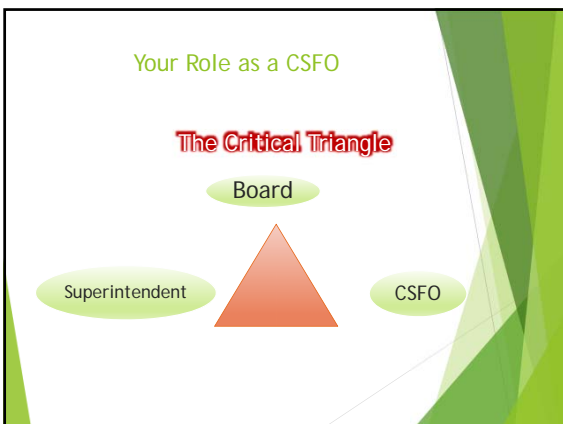 Your Role as a CSFO
The Critical Triangle
Board
Superintendent
CSFO